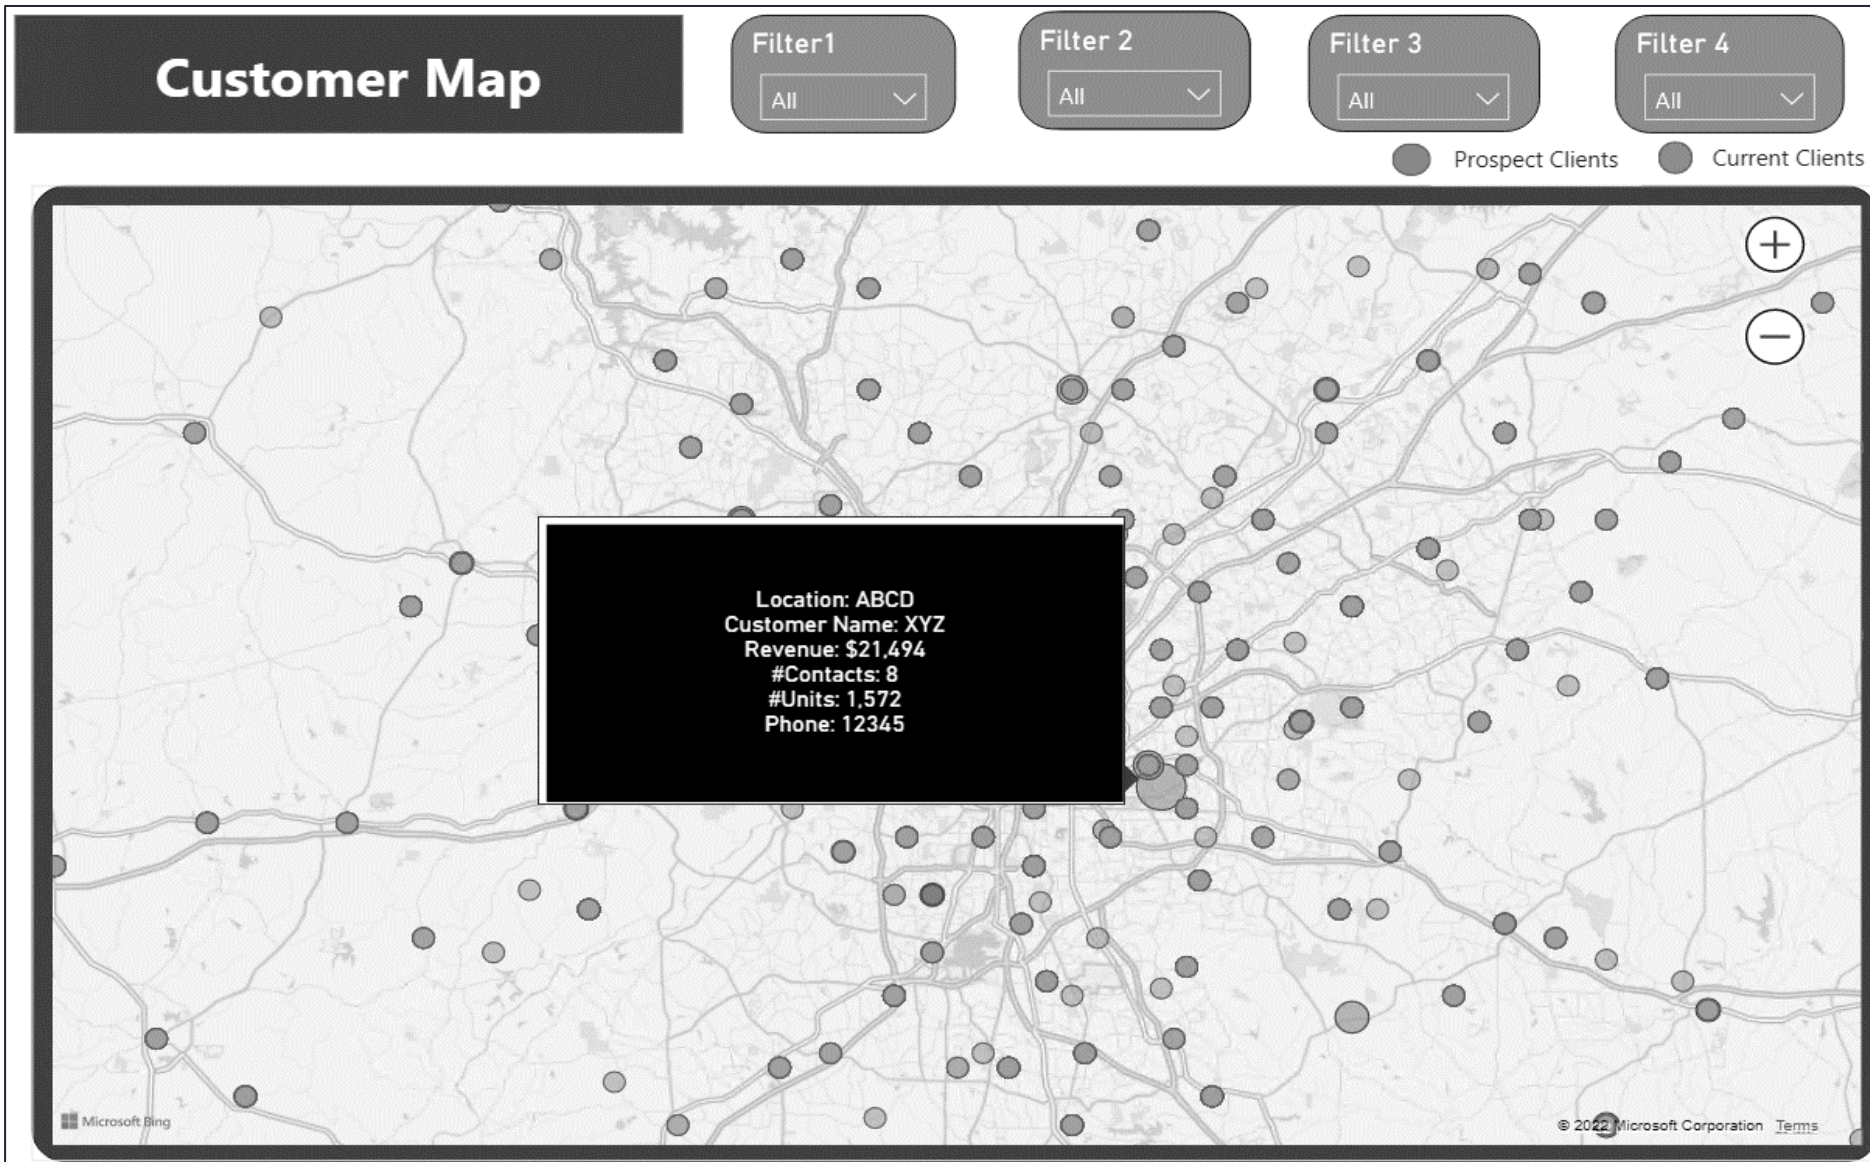 Customer Map
Filter1
All
Filter 2
All
Filter 3
All
Filter 4
All
Prospect Clients
Current Clients
Location: ABCD
Customer Name: XYZ
Revenue: $21,494
#Contacts: 8
#Units: 1,572
Phone: 12345
Microsoft Bing
© 2022 Microsoft Corporation Terms